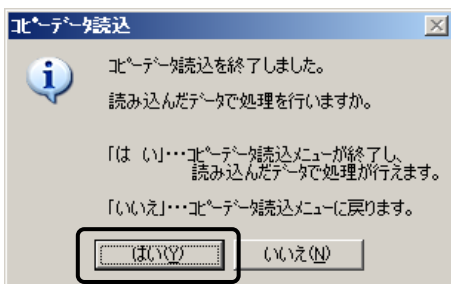 ｺﾋﾟｰﾃﾞｰﾀ読込
ｺﾋﾟｰﾃﾞｰﾀ読込を終了しました。
読み込んだﾃﾞｰﾀで処理を行いますか。
「は い」･･･ｺﾋﾟｰﾃﾞｰﾀ読込ﾒﾆｭｰが終了し、
読み込んだﾃﾞｰﾀで処理が行えます。
「いいえ」･･･ｺﾋﾟｰﾃﾞｰﾀ読込ﾒﾆｭｰに戻ります。
はい(Y) いいえ(N)